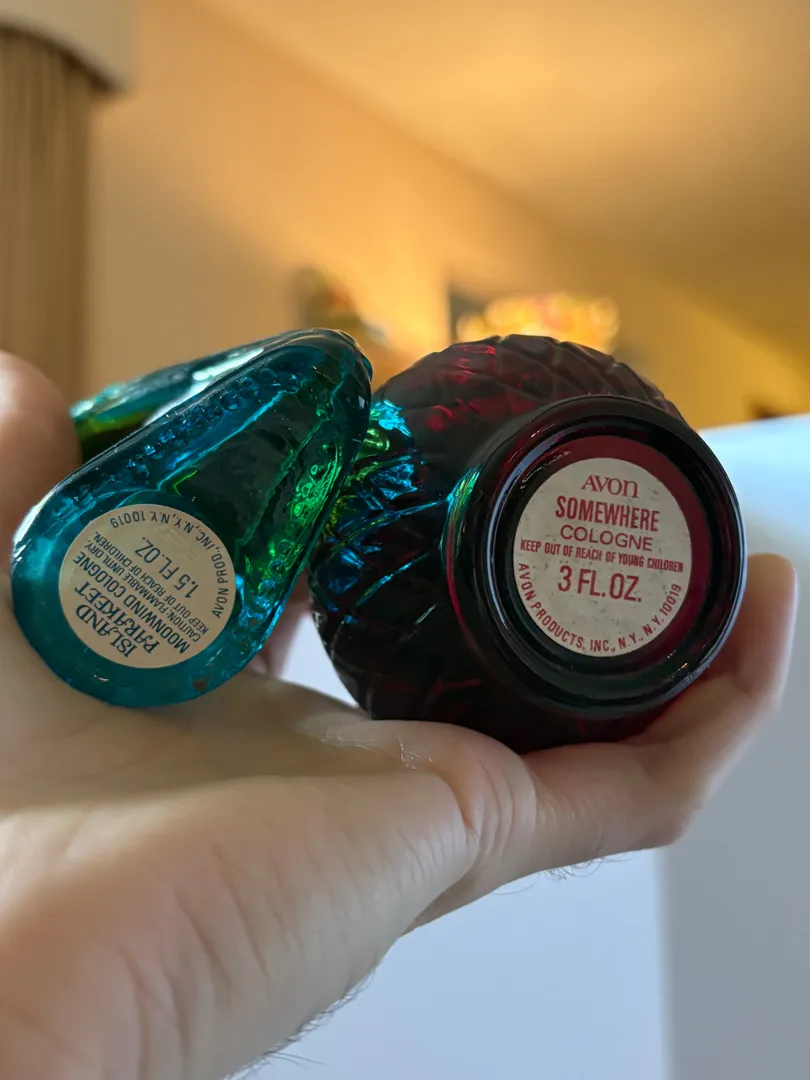 ISLAND
PARAKEET
MOONWIND COLOGNE
CAUTION: FLAMMABLE UNTIL DRY.
KEEP OUT OF REACH OF CHILDREN.
1.5 FL. OZ.
AVON PROD., INC., N.Y., N.Y. 10019
AVON
SOMEWHERE
COLOGNE
KEEP OUT OF REACH OF YOUNG CHILDREN
3 FL. OZ.
AVON PRODUCTS, INC., N.Y., N.Y. 10019